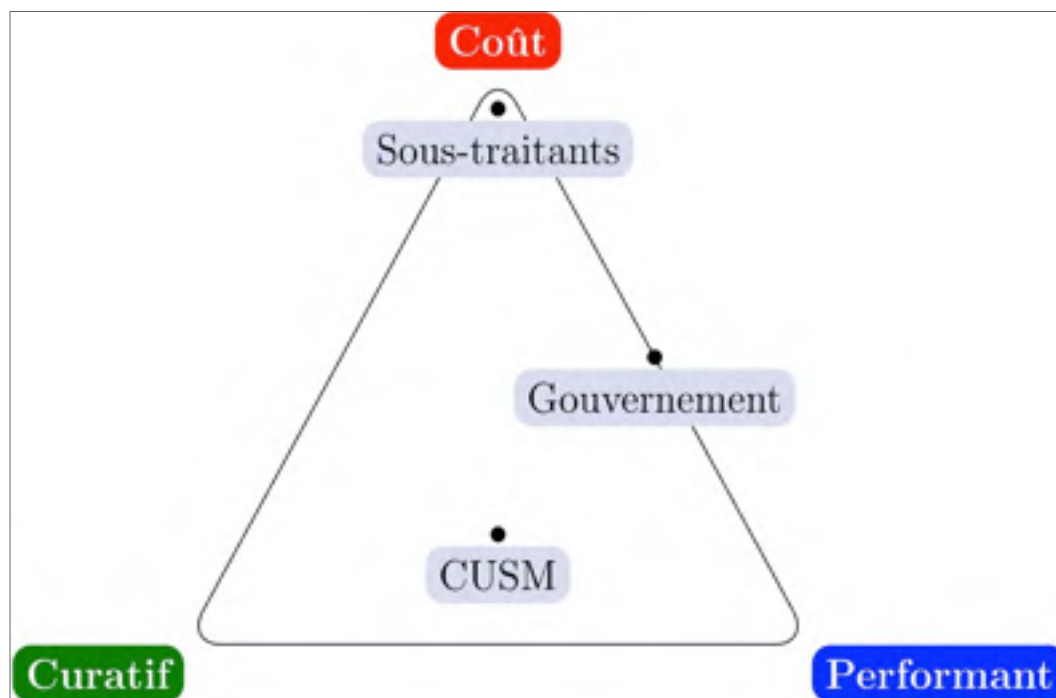 Coût
Sous-traitants
Gouvernement
CUSM
Curatif
Performant